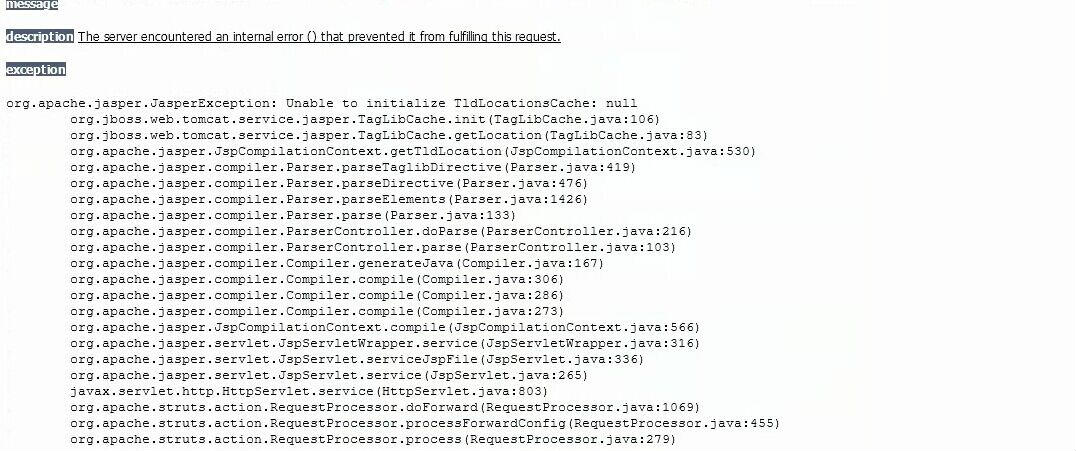 message
description The server encountered an internal error () that prevented it from fulfilling this request.
exception
org.apache.jasper.JasperException: Unable to initialize TldLocationsCache: null
org.jboss.web.tomcat.service.jasper.TagLibCache.init(TagLibCache.java:106)
org.jboss.web.tomcat.service.jasper.TagLibCache.getLocation(TagLibCache.java:83)
org.apache.jasper.JspCompilationContext.getTldLocation(JspCompilationContext.java:530)
org.apache.jasper.compiler.Parser.parseTaglibDirective(Parser.java:419)
org.apache.jasper.compiler.Parser.parseDirective(Parser.java:476)
org.apache.jasper.compiler.Parser.parseElements(Parser.java:1426)
org.apache.jasper.compiler.Parser.parse(Parser.java:133)
org.apache.jasper.compiler.ParserController.doParse(ParserController.java:216)
org.apache.jasper.compiler.ParserController.parse(ParserController.java:103)
org.apache.jasper.compiler.Compiler.generateJava(Compiler.java:167)
org.apache.jasper.compiler.Compiler.compile(Compiler.java:306)
org.apache.jasper.compiler.Compiler.compile(Compiler.java:286)
org.apache.jasper.compiler.Compiler.compile(Compiler.java:273)
org.apache.jasper.JspCompilationContext.compile(JspCompilationContext.java:566)
org.apache.jasper.servlet.JspServletWrapper.service(JspServletWrapper.java:316)
org.apache.jasper.servlet.JspServlet.serviceJspFile(JspServlet.java:336)
org.apache.jasper.servlet.JspServlet.service(JspServlet.java:265)
javax.servlet.http.HttpServlet.service(HttpServlet.java:803)
org.apache.struts.action.RequestProcessor.doForward(RequestProcessor.java:1069)
org.apache.struts.action.RequestProcessor.processForwardConfig(RequestProcessor.java:455)
org.apache.struts.action.RequestProcessor.process(RequestProcessor.java:279)